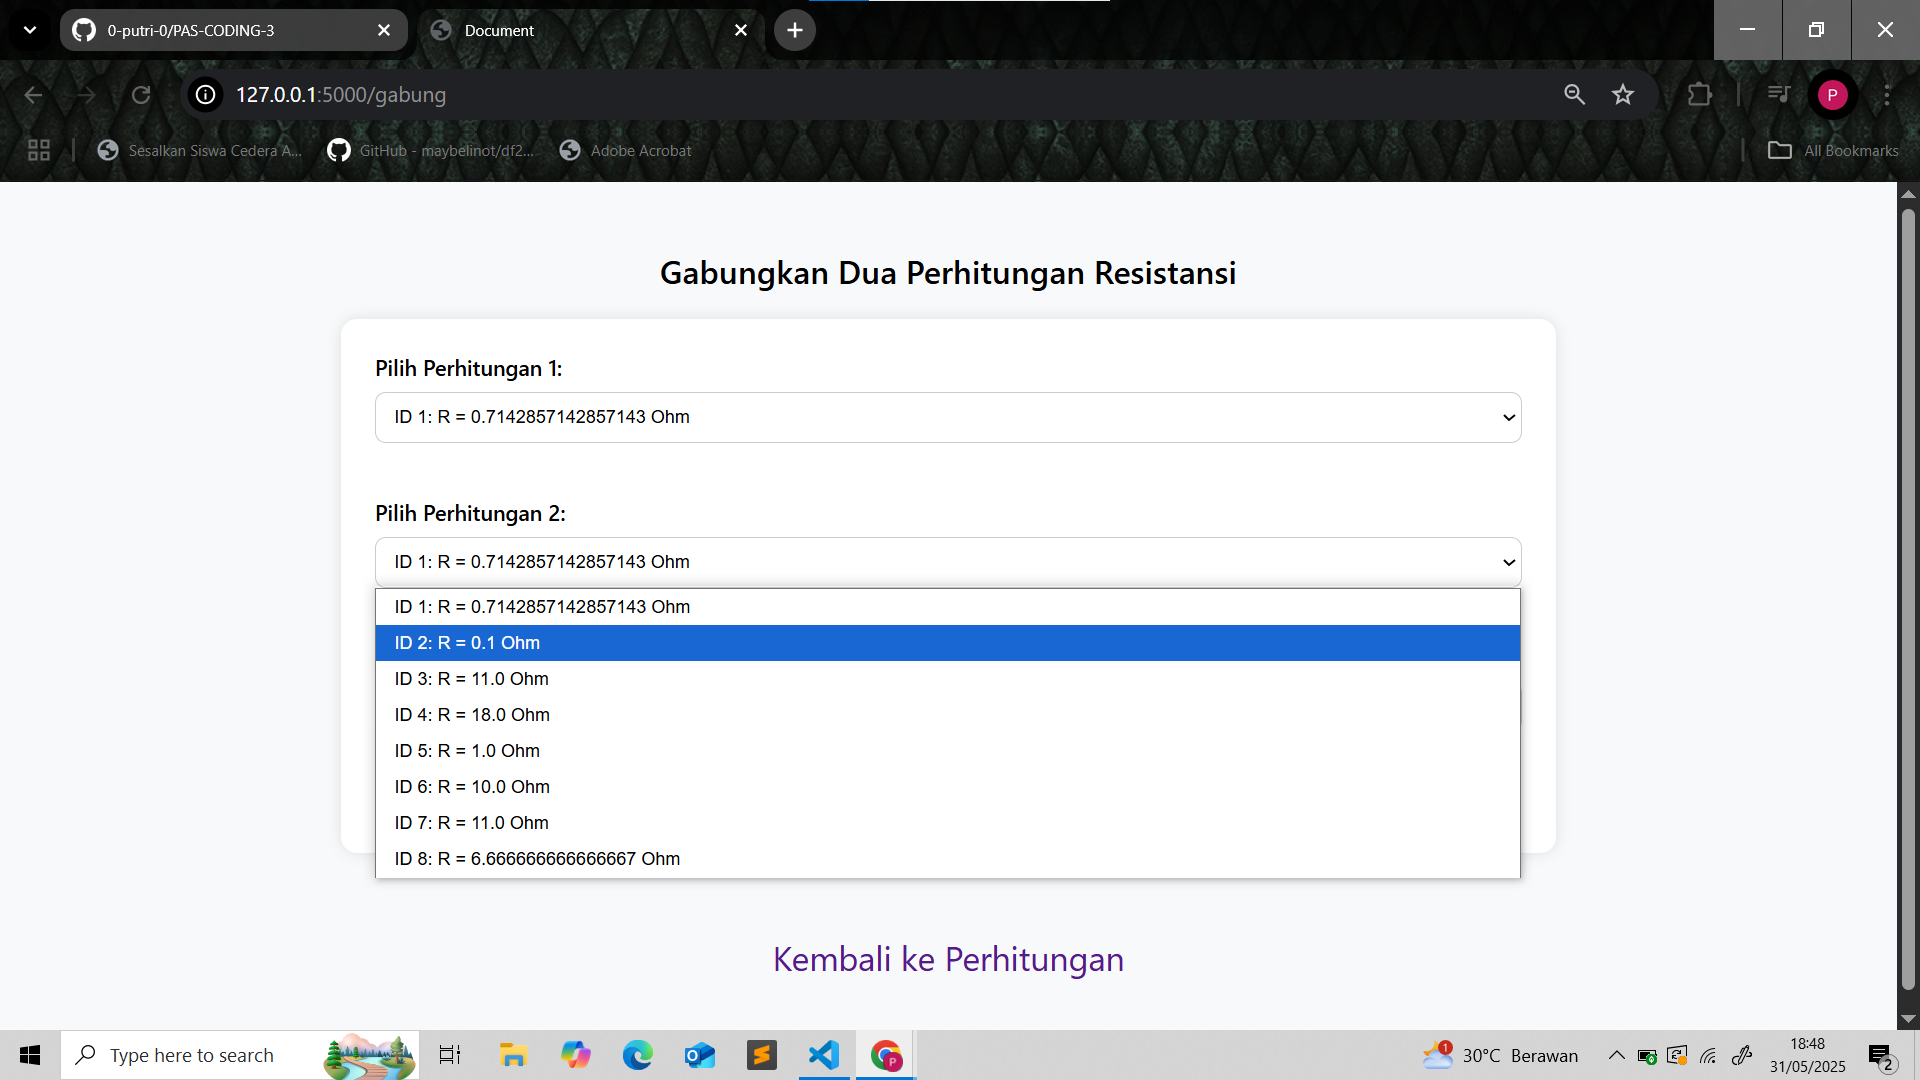 0-putri-0/PAS-CODING-3
Document
127.0.0.1:5000/gabung
P
Sesalkan Siswa Cedera A...
GitHub - maybelinot/df2...
Adobe Acrobat
All Bookmarks
Gabungkan Dua Perhitungan Resistansi
Pilih Perhitungan 1:
ID 1: R = 0.7142857142857143 Ohm
Pilih Perhitungan 2:
ID 1: R = 0.7142857142857143 Ohm
ID 1: R = 0.7142857142857143 Ohm
ID 2: R = 0.1 Ohm
ID 3: R = 11.0 Ohm
ID 4: R = 18.0 Ohm
ID 5: R = 1.0 Ohm
ID 6: R = 10.0 Ohm
ID 7: R = 11.0 Ohm
ID 8: R = 6.666666666666667 Ohm
Kembali ke Perhitungan
Type here to search
P
1
30°C Berawan
18:48
31/05/2025
2